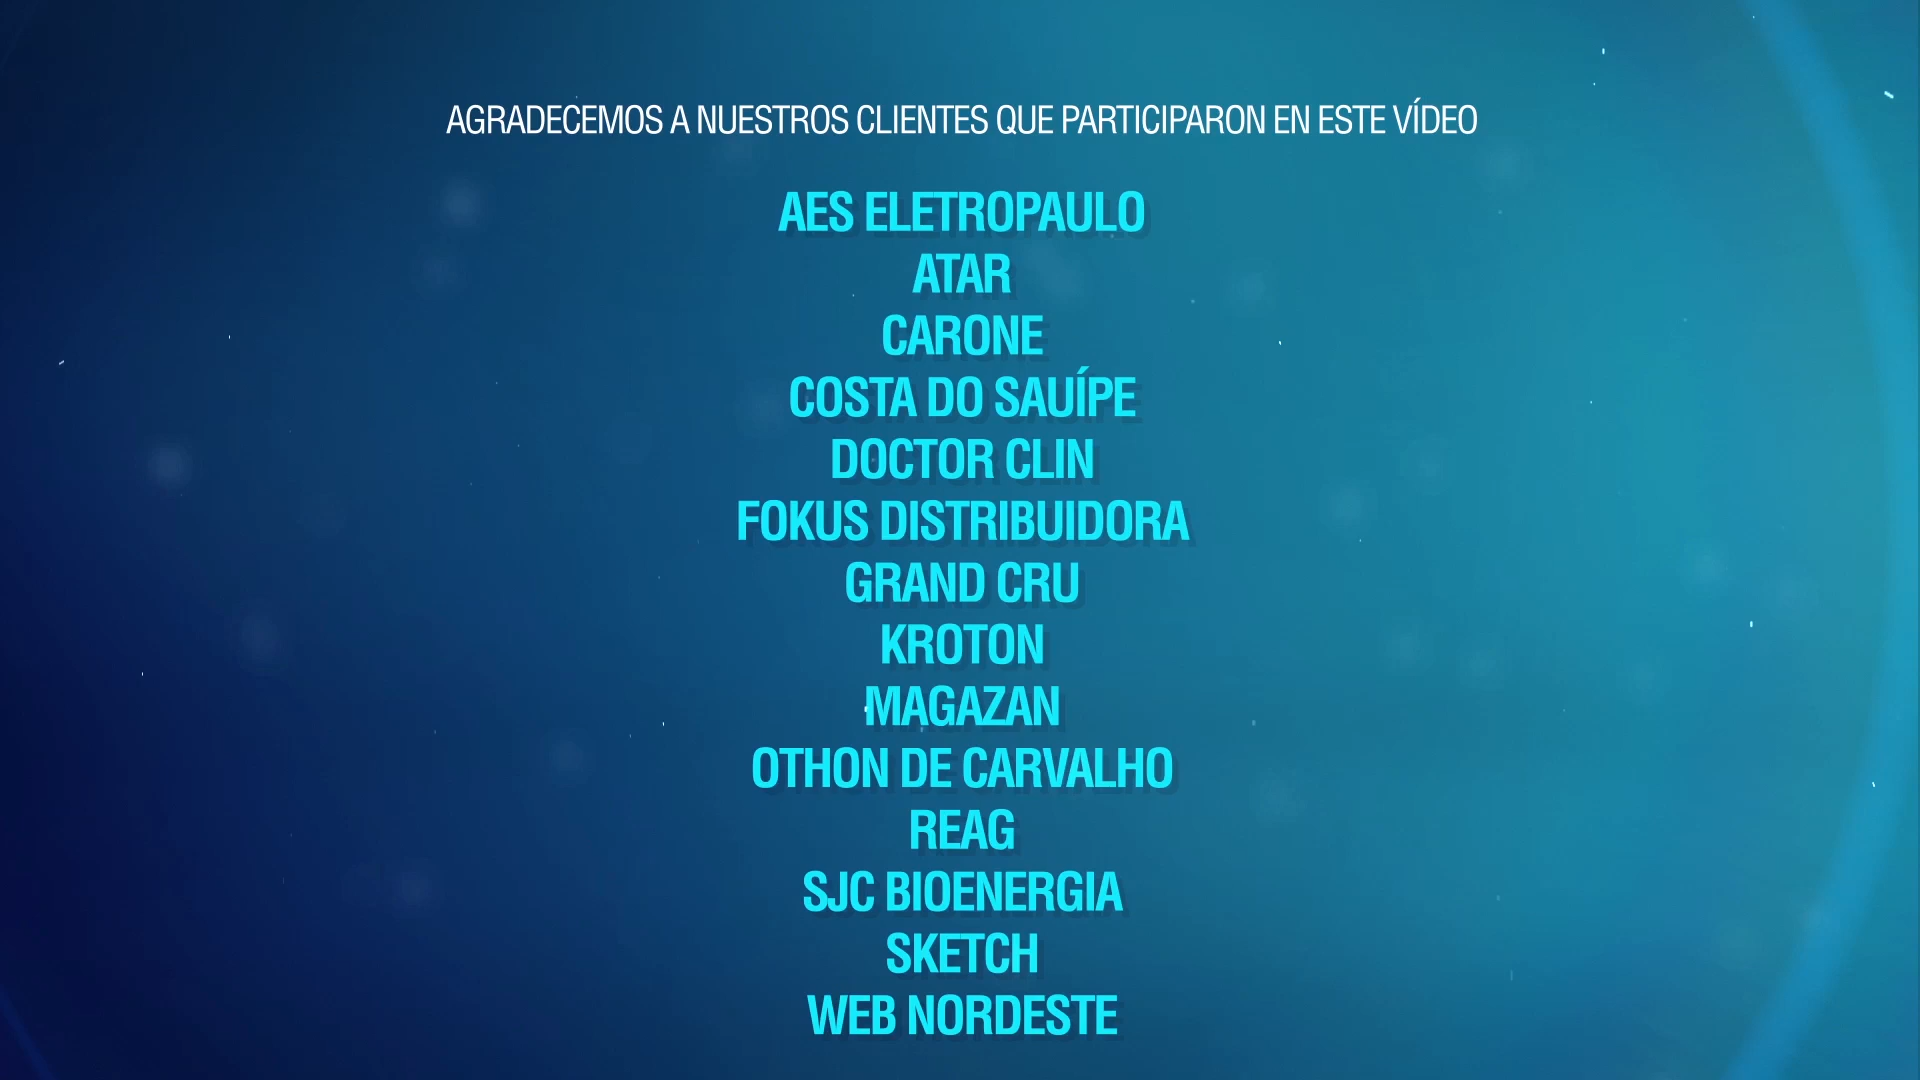 AGRADECEMOS A NUESTROS CLIENTES QUE PARTICIPARON EN ESTE VÍDEO
AES ELETROPAULO
ATAR
CARONE
COSTA DO SAUÍPE
DOCTOR CLIN
FOKUS DISTRIBUIDORA
GRAND CRU
KROTON
MAGAZAN
OTHON DE CARVALHO
REAG
SJC BIOENERGIA
SKETCH
WEB NORDESTE